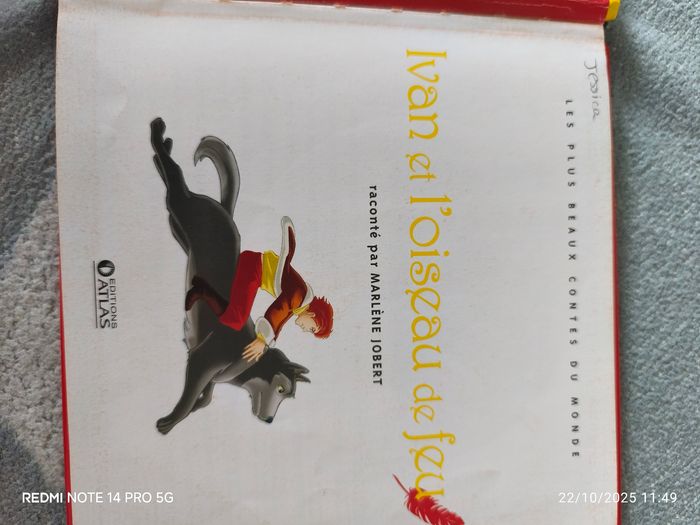 Jessica
LES PLUS BEAUX CONTES DU MONDE
Ivan et l'oiseau de feu
raconté par MARLÈNE JOBERT
EDITIONS
ATLAS
REDMI NOTE 14 PRO 5G
22/10/2025 11:49